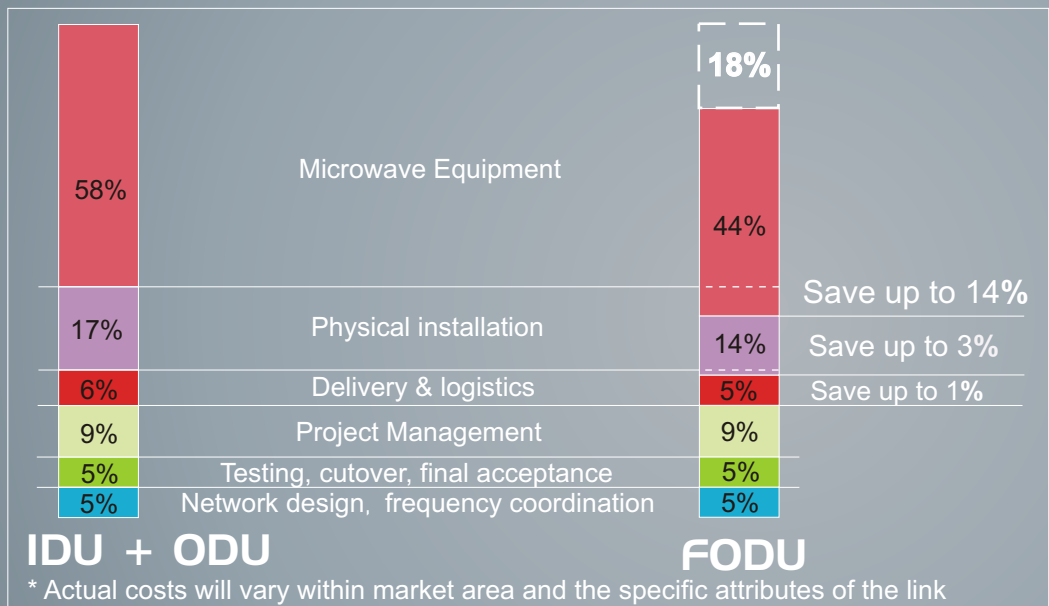 18%
58%
Microwave Equipment
44%
Save up to 14%
17%
Physical installation
14%
Save up to 3%
6%
Delivery & logistics
5%
Save up to 1%
9%
Project Management
9%
5%
Testing, cutover, final acceptance
5%
5%
Network design, frequency coordination
5%
IDU + ODU
FODU
* Actual costs will vary within market area and the specific attributes of the link